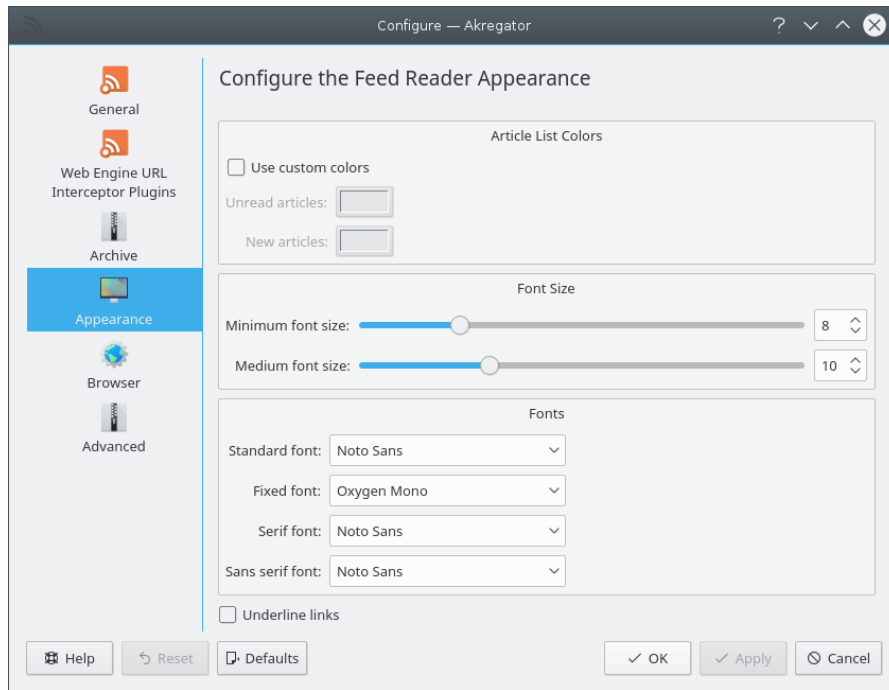 Configure — Akregator
General
Web Engine URL
Interceptor Plugins
Archive
Appearance
Browser
Advanced
Configure the Feed Reader Appearance
Article List Colors
Use custom colors
Unread articles:
New articles:
Font Size
Minimum font size: 8
Medium font size: 10
Fonts
Standard font: Noto Sans
Fixed font: Oxygen Mono
Serif font: Noto Sans
Sans serif font: Noto Sans
Underline links
Help Reset Defaults OK Apply Cancel